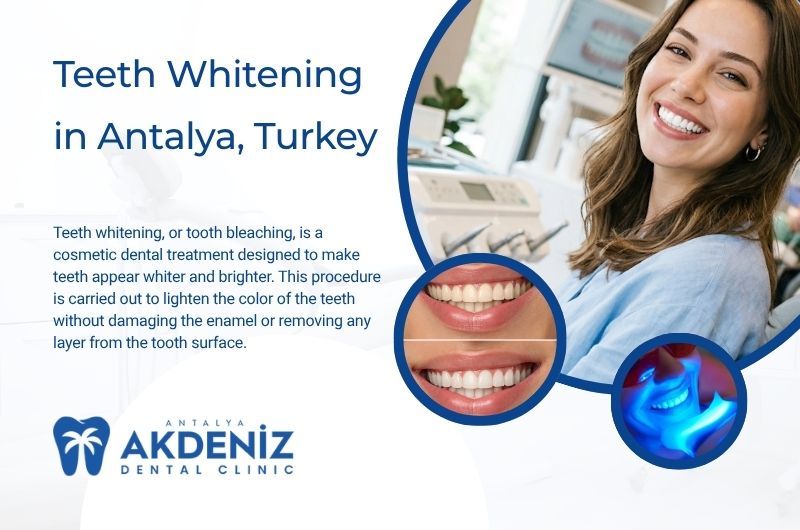 Teeth Whitening
in Antalya, Turkey
Teeth whitening, or tooth bleaching, is a
cosmetic dental treatment designed to make
teeth appear whiter and brighter. This procedure
is carried out to lighten the color of the teeth
without damaging the enamel or removing any
layer from the tooth surface.
ANTALYA
AKDENİZ
DENTAL CLINIC